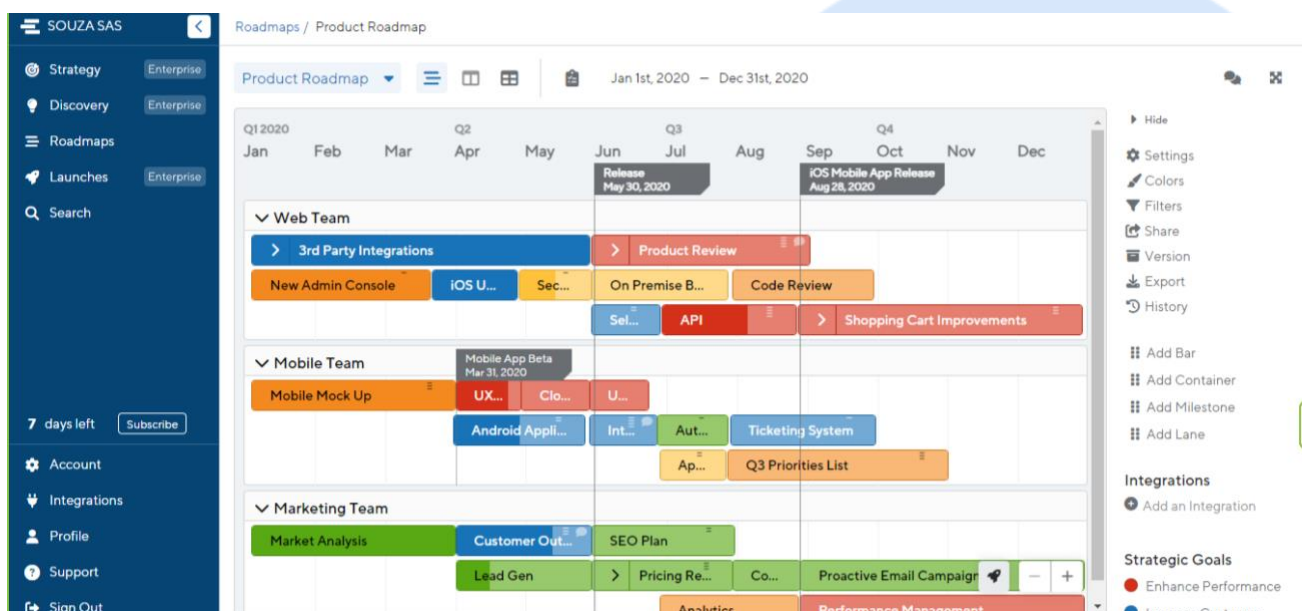 SOUZA SAS
Roadmaps / Product Roadmap
Strategy Enterprise
Discovery Enterprise
Roadmaps
Launches Enterprise
Search
7 days left Subscribe
Account
Integrations
Profile
Support
Sign Out
Product Roadmap Jan 1st, 2020 — Dec 31st, 2020
Q1 2020 Q2 Q3 Q4
Jan Feb Mar Apr May Jun Jul Aug Sep Oct Nov Dec
Release
May 30, 2020
iOS Mobile App Release
Aug 28, 2020
Web Team
3rd Party Integrations Product Review
New Admin Console iOS U... Sec... On Premise B... Code Review
Sel... API Shopping Cart Improvements
Mobile Team
Mobile App Beta
Mar 31, 2020
Mobile Mock Up UX... Clo... U...
Android Appli... Int... Aut... Ticketing System
Ap... Q3 Priorities List
Marketing Team
Market Analysis Customer Out... SEO Plan
Lead Gen Pricing Re... Co... Proactive Email Campaign
Analytics Performance Management
Hide
Settings
Colors
Filters
Share
Version
Export
History
Add Bar
Add Container
Add Milestone
Add Lane
Integrations
Add an Integration
Strategic Goals
Enhance Performance